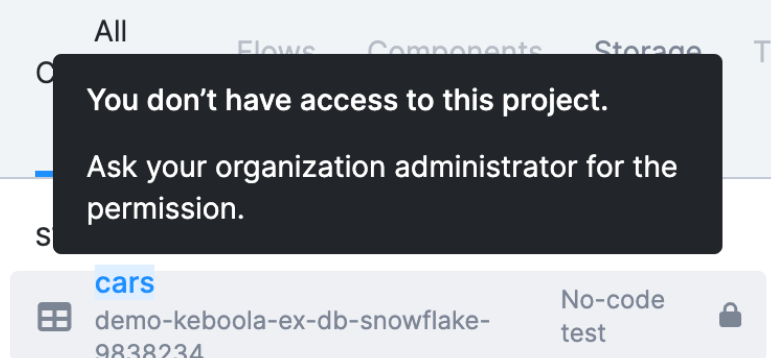 All
Flows
Components
Storage
You don't have access to this project.
Ask your organization administrator for the
permission.
cars
demo-keboola-ex-db-snowflake-
9838234
No-code
test